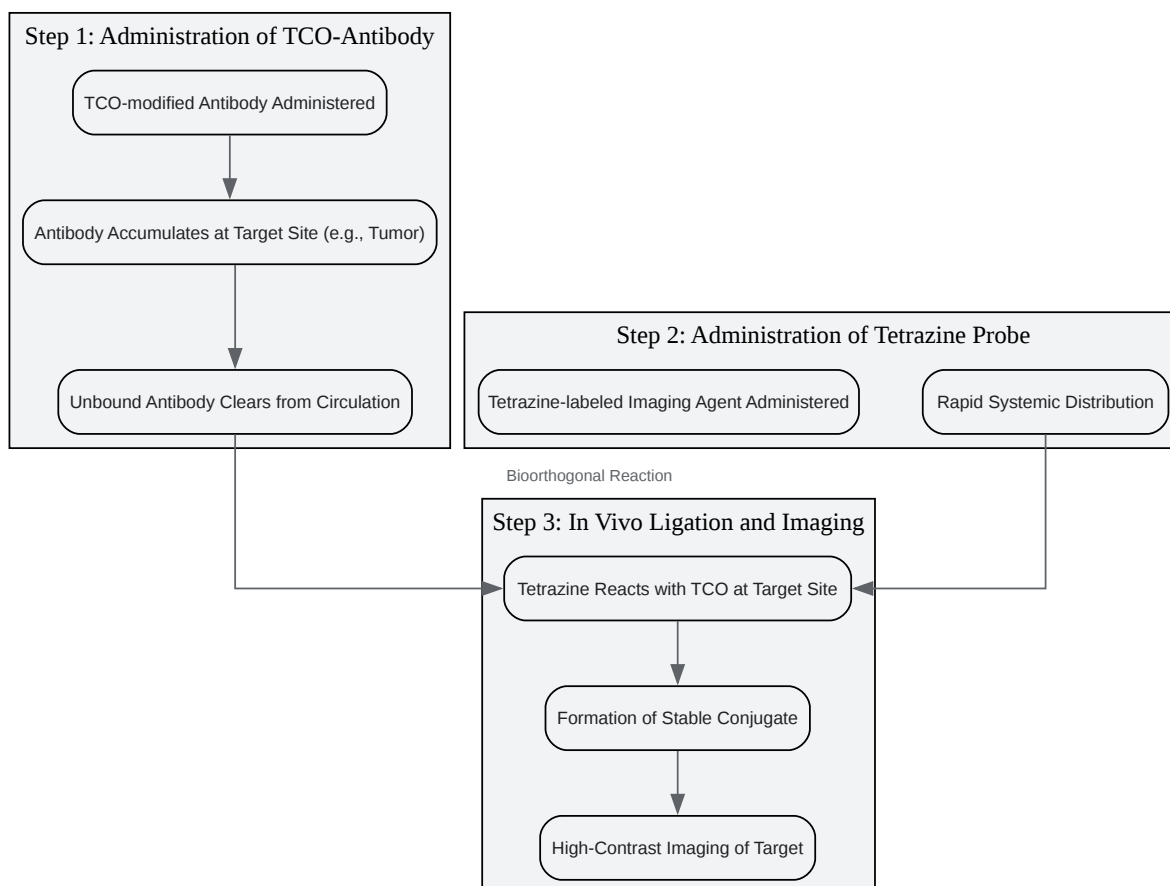 Step 1: Administration of TCO-Antibody
TCO-modified Antibody Administered
Antibody Accumulates at Target Site (e.g., Tumor)
Unbound Antibody Clears from Circulation
Step 2: Administration of Tetrazine Probe
Tetrazine-labeled Imaging Agent Administered
Rapid Systemic Distribution
Bioorthogonal Reaction
Step 3: In Vivo Ligation and Imaging
Tetrazine Reacts with TCO at Target Site
Formation of Stable Conjugate
High-Contrast Imaging of Target